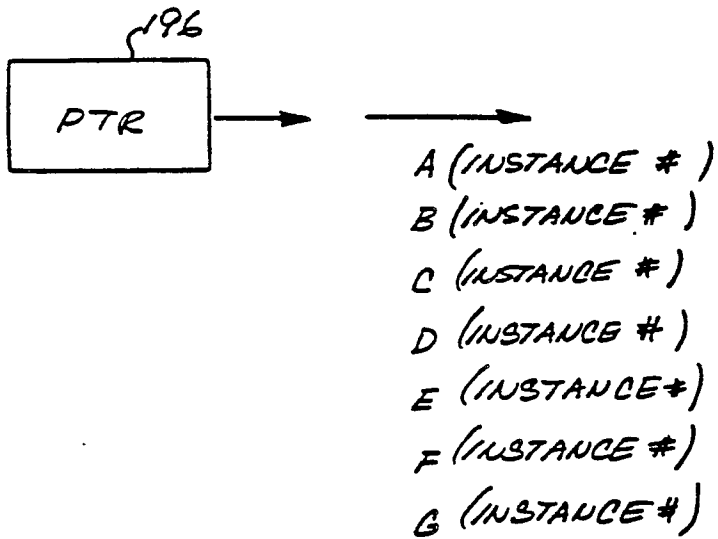 196
PTR
A (INSTANCE #)
B (INSTANCE #)
C (INSTANCE #)
D (INSTANCE #)
E (INSTANCE #)
F (INSTANCE #)
G (INSTANCE #)